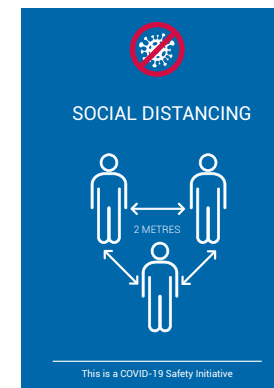 SOCIAL DISTANCING
2 METRES
This is a COVID-19 Safety Initiative